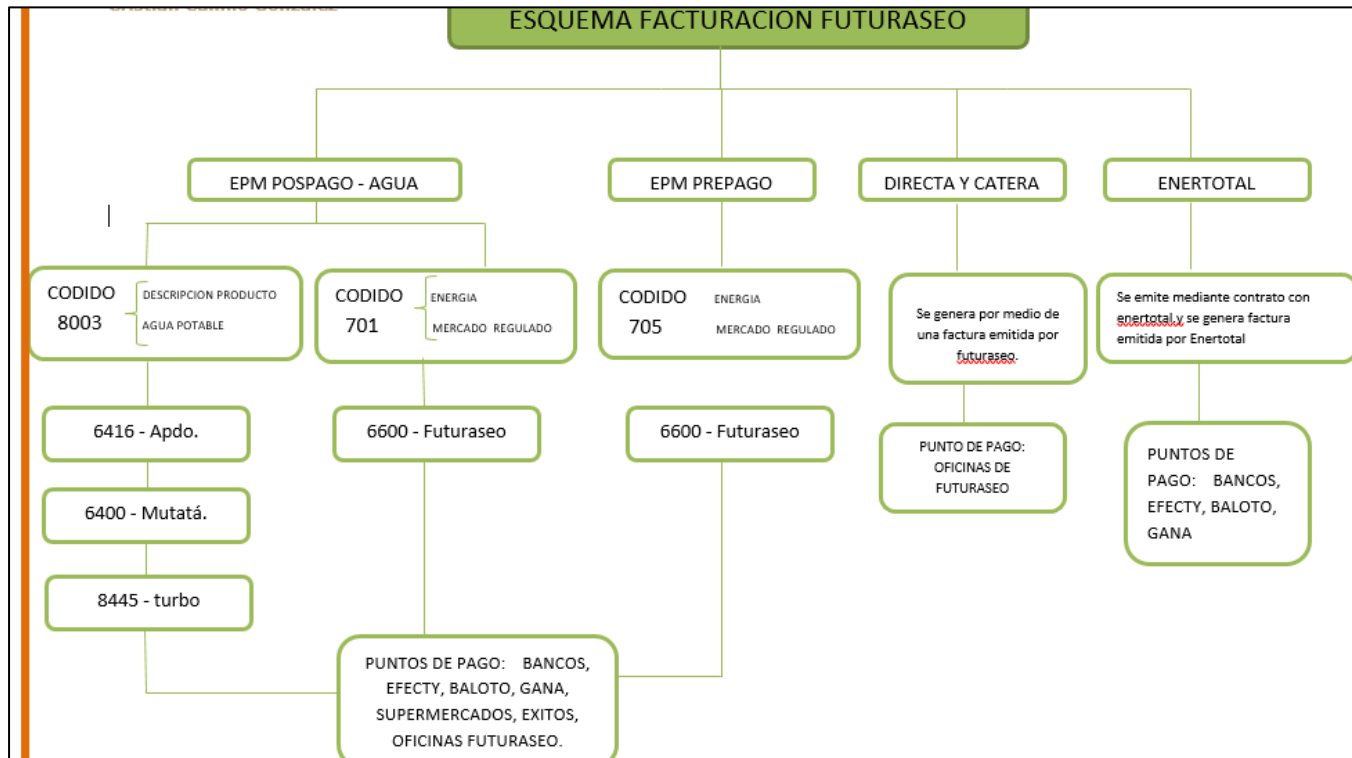 ESQUEMA FACTURACION FUTURASEO
EPM POSPAGO - AGUA
EPM PREPAGO
DIRECTA Y CATERA
ENERTOTAL
CODIDO
8003
DESCRIPCION PRODUCTO
AGUA POTABLE
CODIDO
701
ENERGIA
MERCADO REGULADO
CODIDO
705
ENERGIA
MERCADO REGULADO
Se genera por medio de
una factura emitida por
futuraseo.
Se emite mediante contrato con
enertotal,y se genera factura
emitida por Enertotal
6416 - Apdo.
6600 - Futuraseo
6600 - Futuraseo
PUNTO DE PAGO:
OFICINAS DE
FUTURASEO
PUNTOS DE
PAGO: BANCOS,
EFECTY, BALOTO,
GANA
6400 - Mutatá.
8445 - turbo
PUNTOS DE PAGO: BANCOS,
EFECTY, BALOTO, GANA,
SUPERMERCADOS, EXITOS,
OFICINAS FUTURASEO.